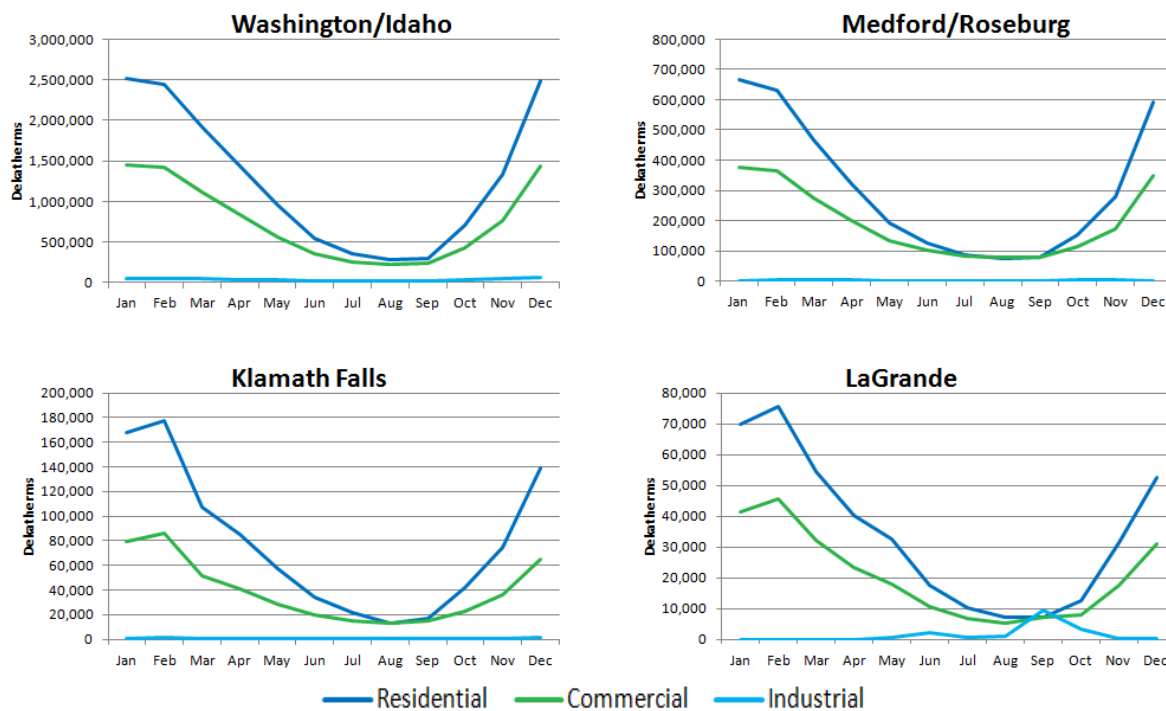 Washington/Idaho
3,000,000
2,500,000
2,000,000
1,500,000
1,000,000
500,000
0
Dekatherms
Jan Feb Mar Apr May Jun Jul Aug Sep Oct Nov Dec
Medford/Roseburg
800,000
700,000
600,000
500,000
400,000
300,000
200,000
100,000
0
Dekatherms
Jan Feb Mar Apr May Jun Jul Aug Sep Oct Nov Dec
Klamath Falls
200,000
180,000
160,000
140,000
120,000
100,000
80,000
60,000
40,000
20,000
0
Dekatherms
Jan Feb Mar Apr May Jun Jul Aug Sep Oct Nov Dec
LaGrande
80,000
70,000
60,000
50,000
40,000
30,000
20,000
10,000
0
Dekatherms
Jan Feb Mar Apr May Jun Jul Aug Sep Oct Nov Dec
Residential Commercial Industrial